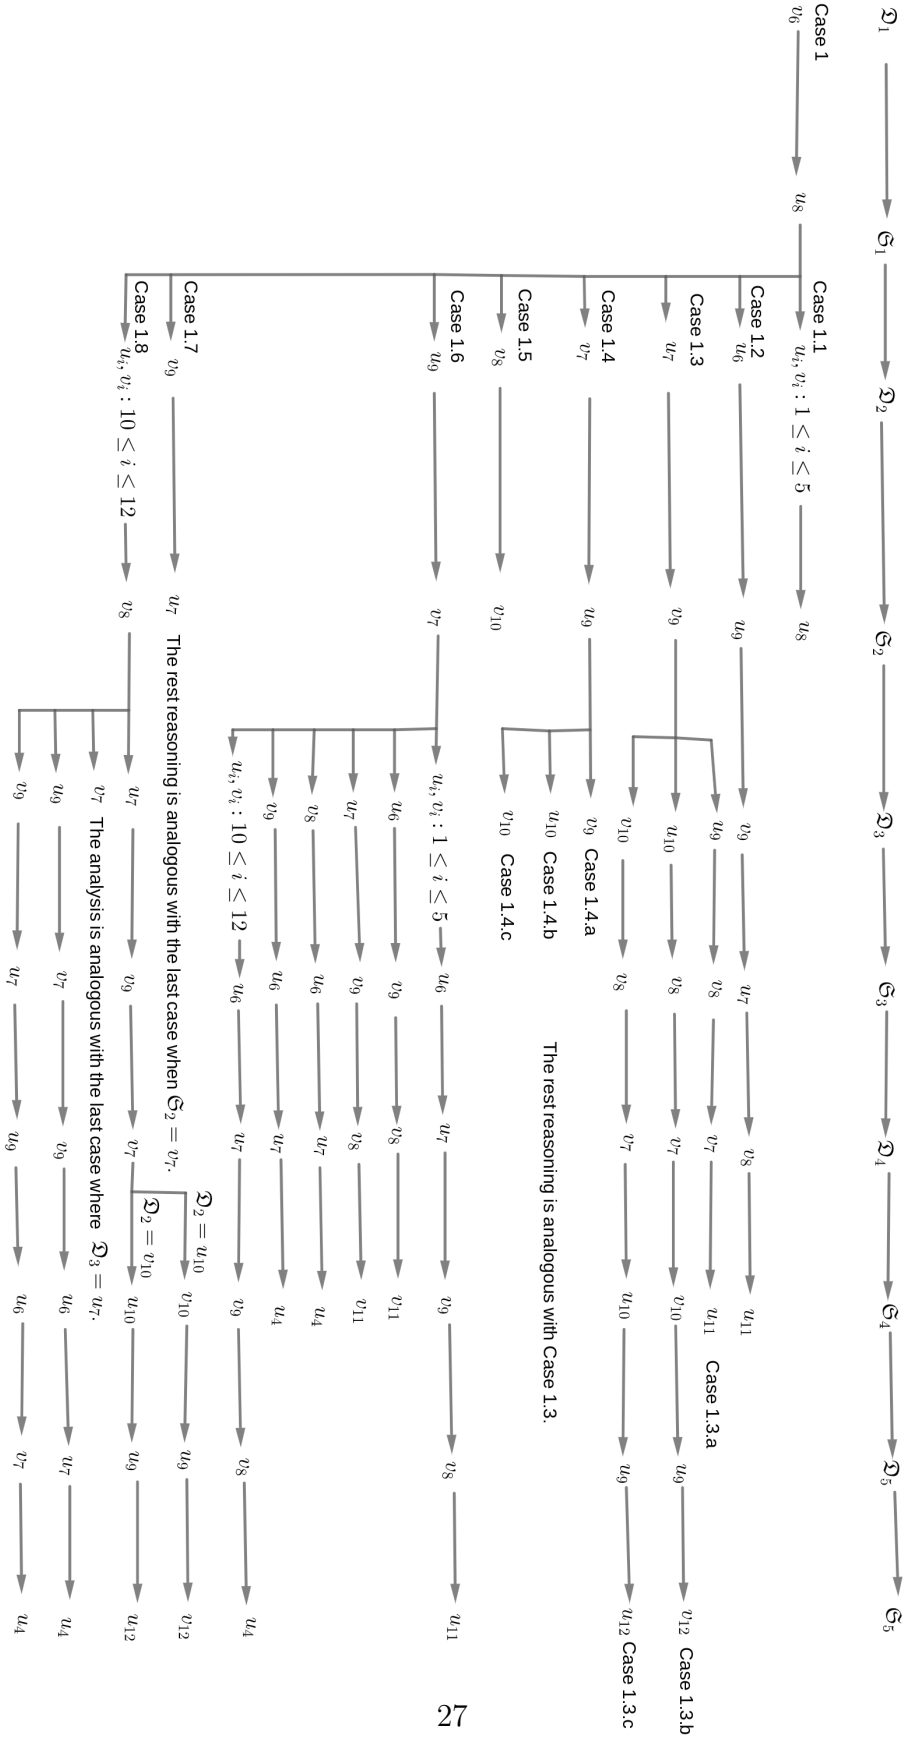 𝔇₁ 𝔖₁ 𝔇₂ 𝔖₂ 𝔇₃ 𝔖₃ 𝔇₄ 𝔖₄ 𝔇₅ 𝔖₅
Case 1
v₆ u₈
Case 1.1
uᵢ, vᵢ : 1 ≤ i ≤ 5 u₈
Case 1.2
u₆ u₉ v₉ u₇ v₈ u₁₁
Case 1.3
u₇ v₉
u₉ v₈ v₇ u₁₁ Case 1.3.a
u₁₀ v₈ v₇ v₁₀ u₉ v₁₂ Case 1.3.b
v₁₀ v₈ v₇ u₁₀ u₉ u₁₂ Case 1.3.c
Case 1.4
v₇ u₉
v₉ Case 1.4.a
u₁₀ Case 1.4.b
v₁₀ Case 1.4.c
The rest reasoning is analogous with Case 1.3.
Case 1.5
v₈ v₁₀
Case 1.6
u₉ v₇
uᵢ, vᵢ : 1 ≤ i ≤ 5 u₆ u₇ v₉ v₈ u₁₁
u₆ v₉ v₈ v₁₁
u₇ v₉ v₈ v₁₁
v₈ u₆ u₇ u₄
v₉ u₆ u₇ u₄
uᵢ, vᵢ : 10 ≤ i ≤ 12 u₆ u₇ v₉ v₈ u₄
Case 1.7
v₉ u₇ The rest reasoning is analogous with the last case when 𝔖₂ = v₇.
Case 1.8
uᵢ, vᵢ : 10 ≤ i ≤ 12 v₈
u₇ v₉ v₇
𝔇₂ = u₁₀
v₁₀ u₉ v₁₂
𝔇₂ = v₁₀
u₁₀ u₉ u₁₂
v₇ The analysis is analogous with the last case where 𝔇₃ = u₇.
u₉ v₇ v₉ u₆ u₇ u₄
v₉ u₇ u₉ u₆ v₇ u₄
27